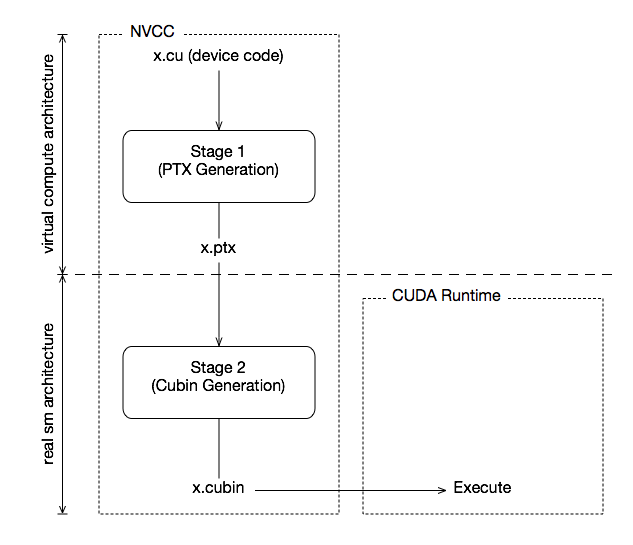 NVCC
x.cu (device code)
virtual compute architecture
Stage 1
(PTX Generation)
x.ptx
CUDA Runtime
real sm architecture
Stage 2
(Cubin Generation)
x.cubin
Execute